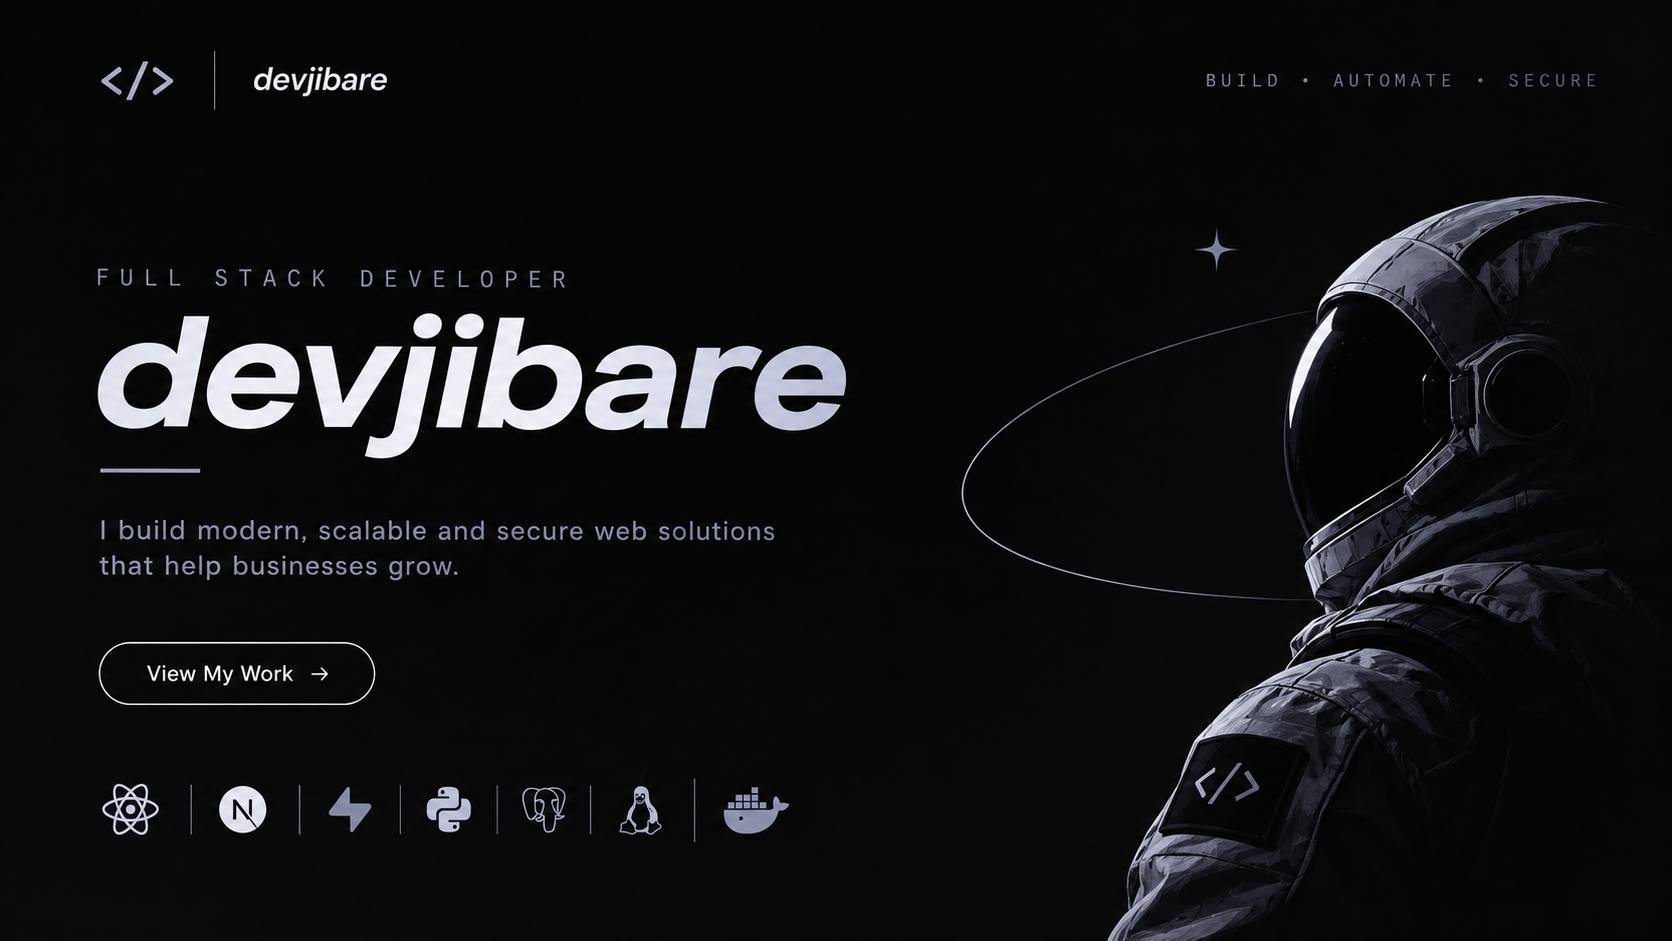 </> devjibare
BUILD • AUTOMATE • SECURE
FULL STACK DEVELOPER
devjibare
I build modern, scalable and secure web solutions
that help businesses grow.
View My Work →
N
</>